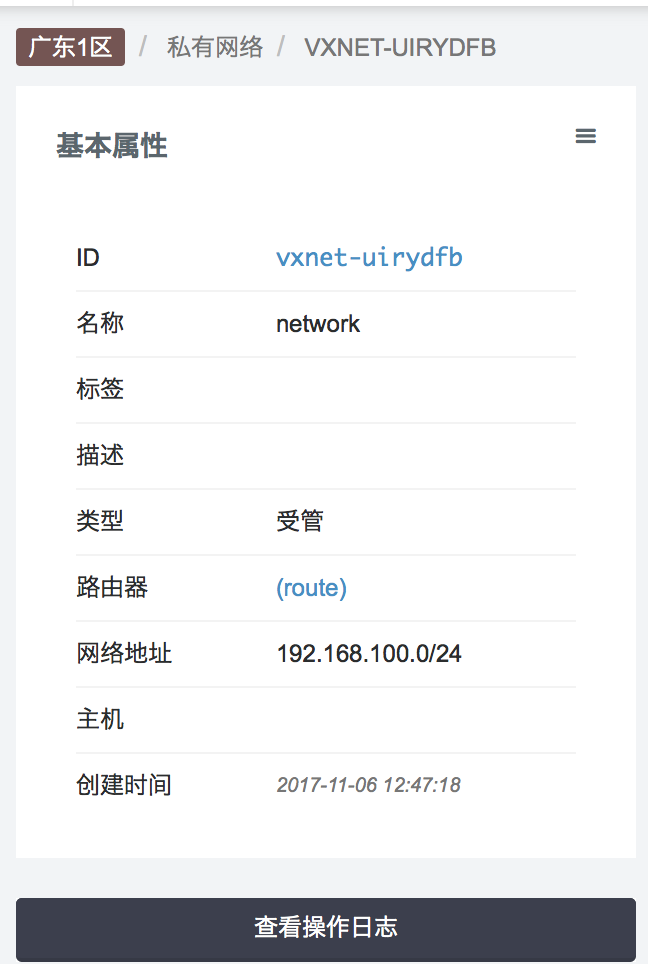 广东1区 / 私有网络 / VXNET-UIRYDFB
基本属性
ID vxnet-uirydfb
名称 network
标签
描述
类型 受管
路由器 (route)
网络地址 192.168.100.0/24
主机
创建时间 2017-11-06 12:47:18
查看操作日志